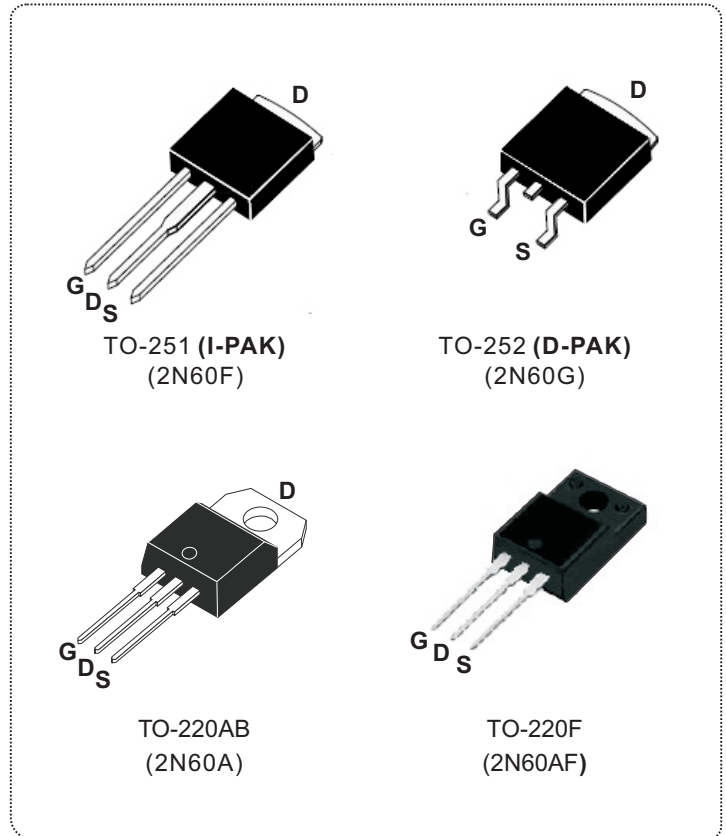 D
D
G
D
S
G
S
TO-251 (I-PAK)
(2N60F)
TO-252 (D-PAK)
(2N60G)
D
G
D
S
G
D
S
TO-220AB
(2N60A)
TO-220F
(2N60AF)